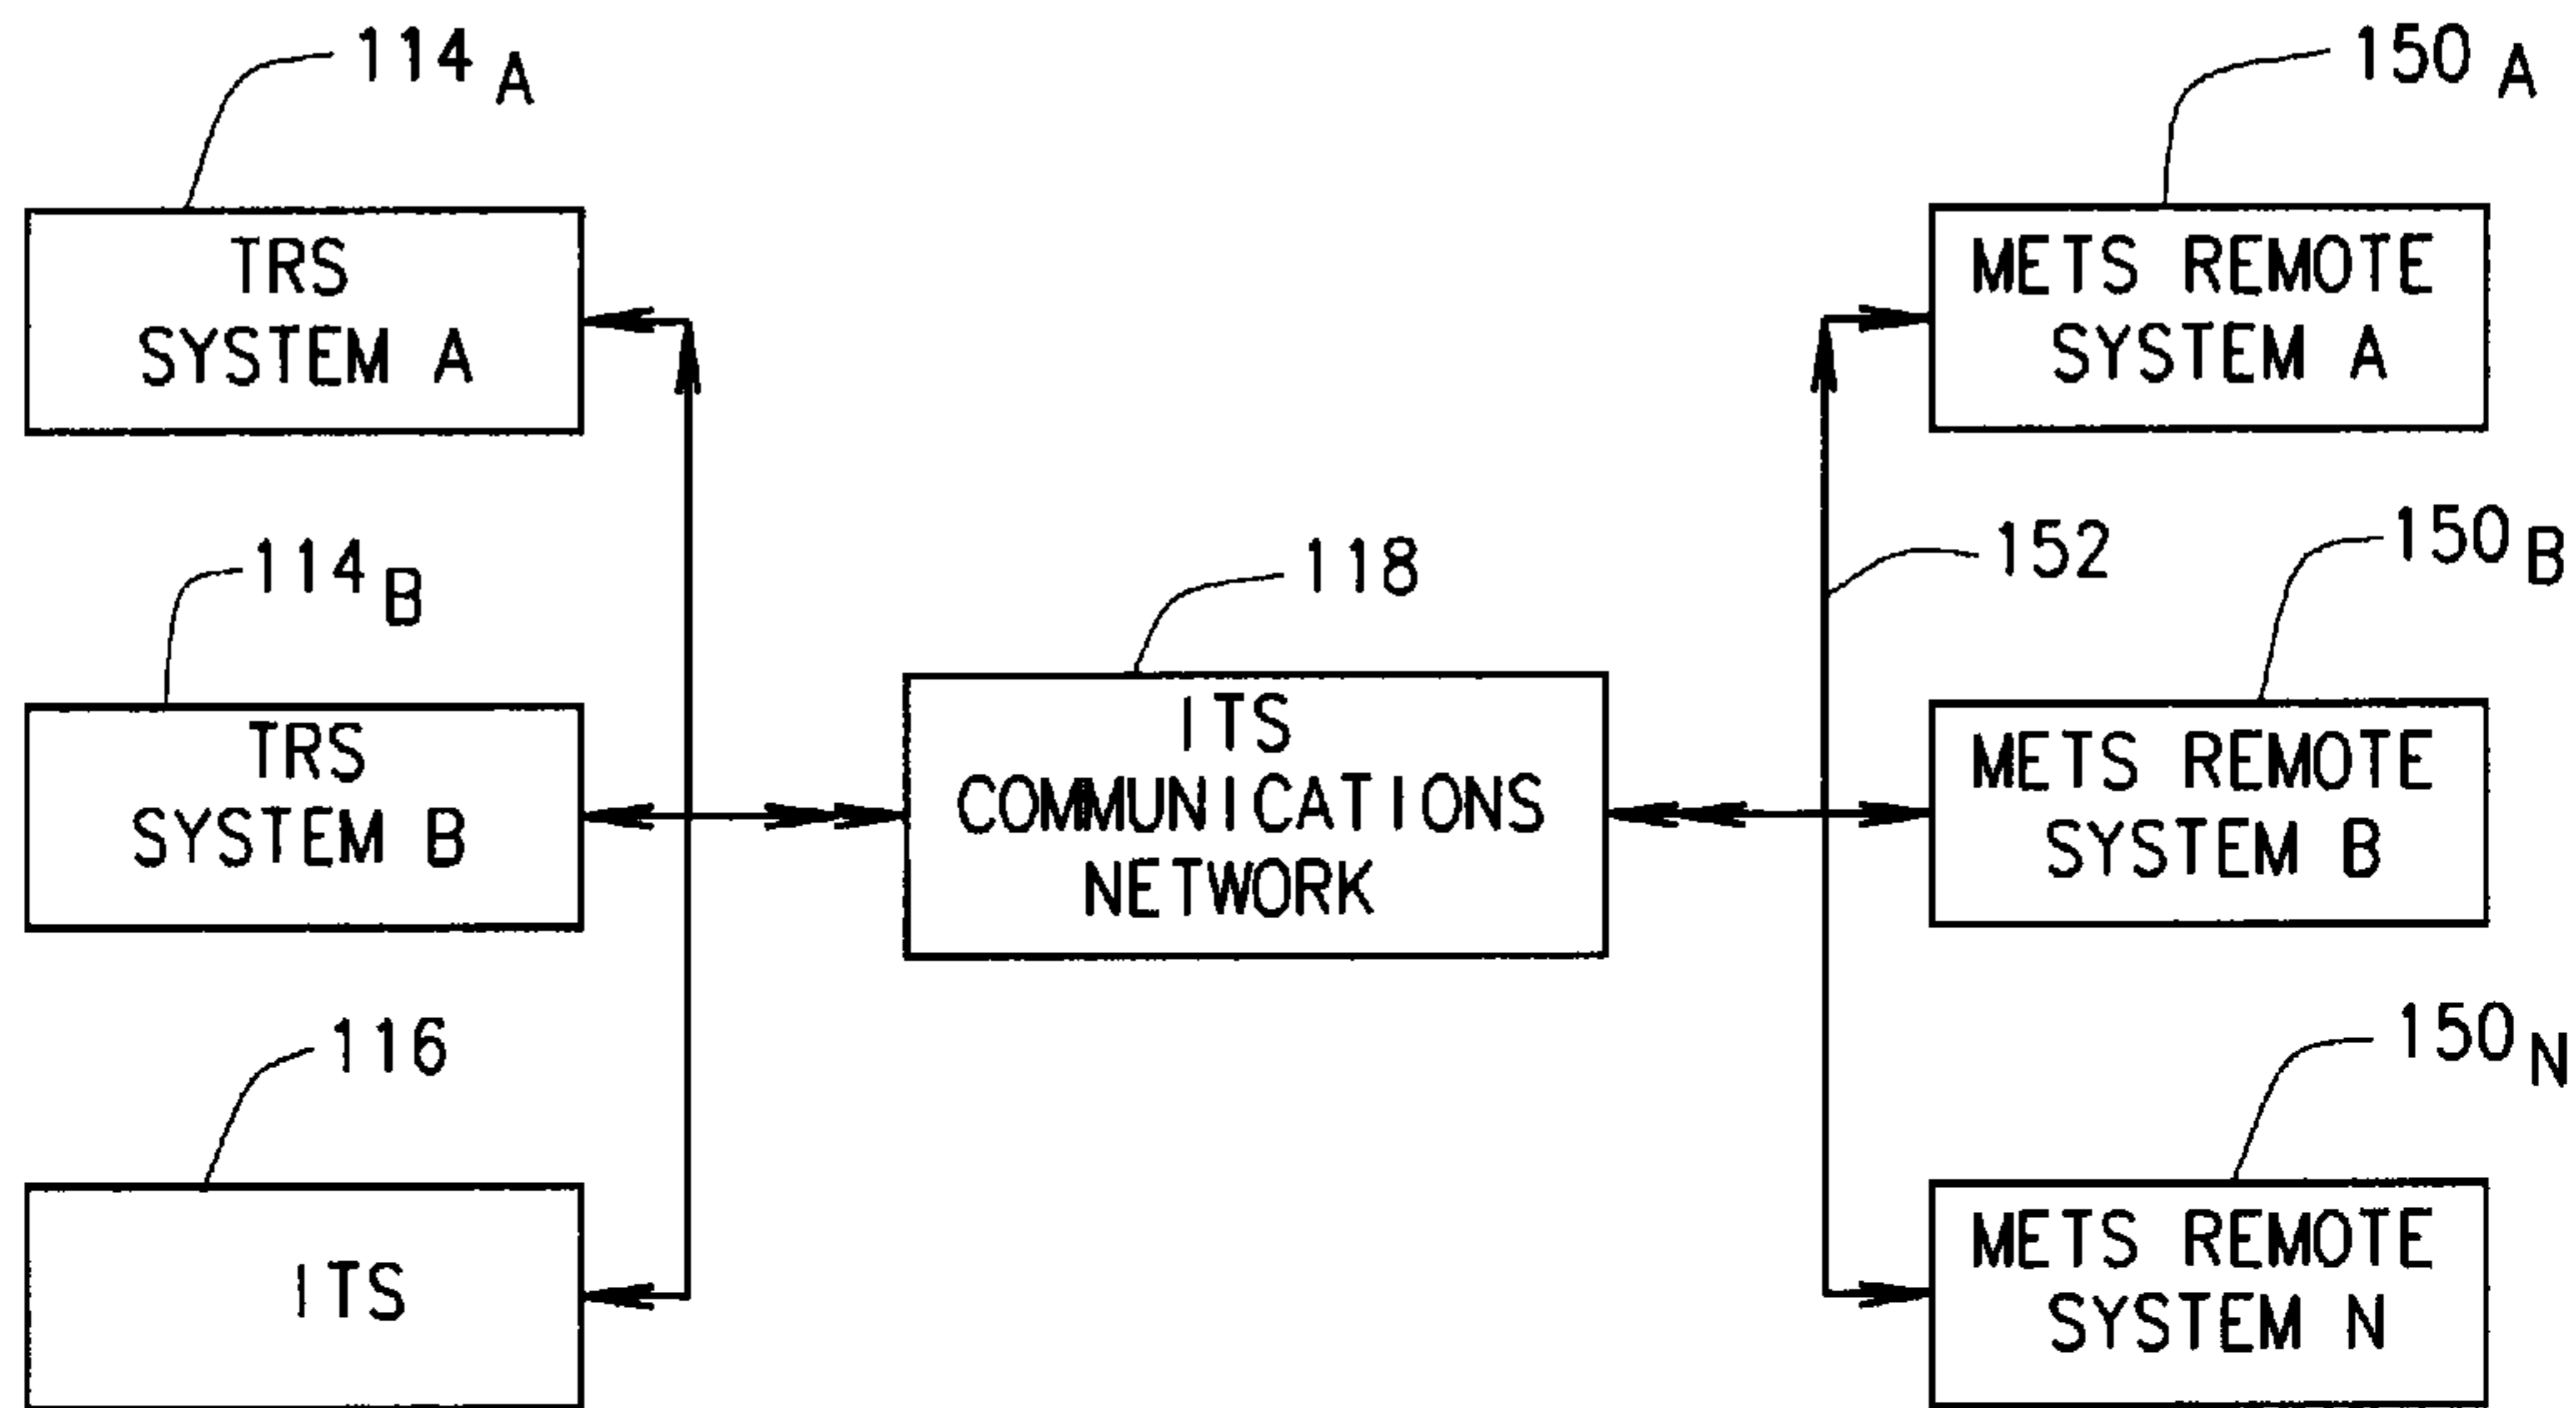 114 A
150 A
TRS
SYSTEM A
METS REMOTE
SYSTEM A
114 B
118
152
150 B
TRS
SYSTEM B
ITS
COMMUNICATIONS
NETWORK
METS REMOTE
SYSTEM B
116
150 N
ITS
METS REMOTE
SYSTEM N